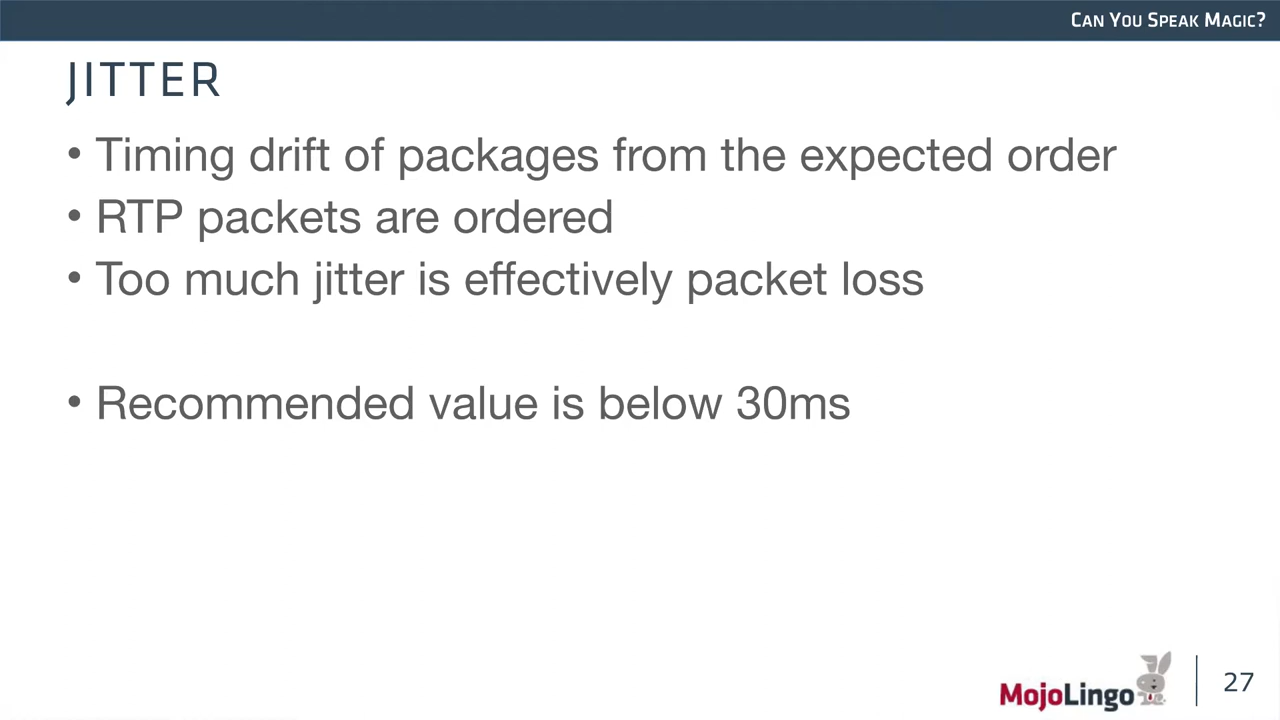 CAN YOU SPEAK MAGIC?
JITTER
• Timing drift of packages from the expected order
• RTP packets are ordered
• Too much jitter is effectively packet loss
• Recommended value is below 30ms
MojoLingo
27